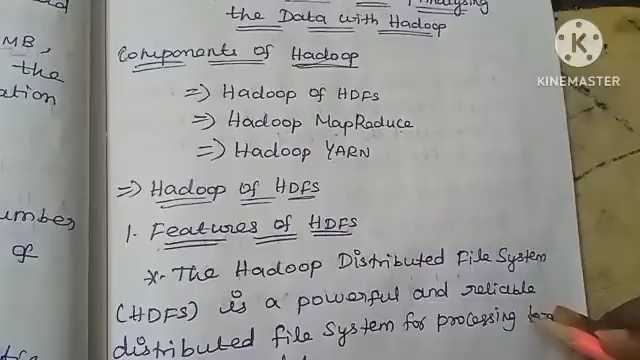 Analysing
the Data with Hadoop
Components of Hadoop
=> Hadoop of HDFS
=> Hadoop MapReduce
=> Hadoop YARN
=> Hadoop of HDFS
1. Features of HDFS
*. The Hadoop Distributed File System
(HDFS) is a powerful and reliable
distributed file system for processing
MB,
the
ation
umber
of
K
KINEMASTER